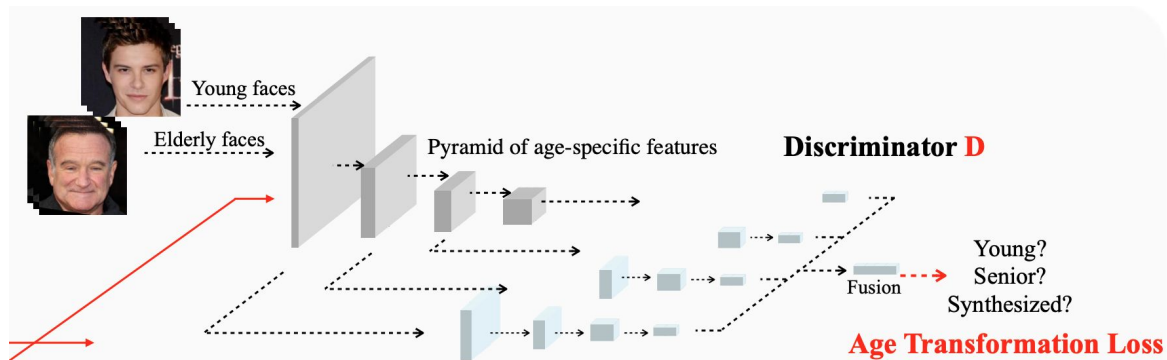 Young faces
Elderly faces
Pyramid of age-specific features
Discriminator D
Young?
Senior?
Synthesized?
Fusion
Age Transformation Loss